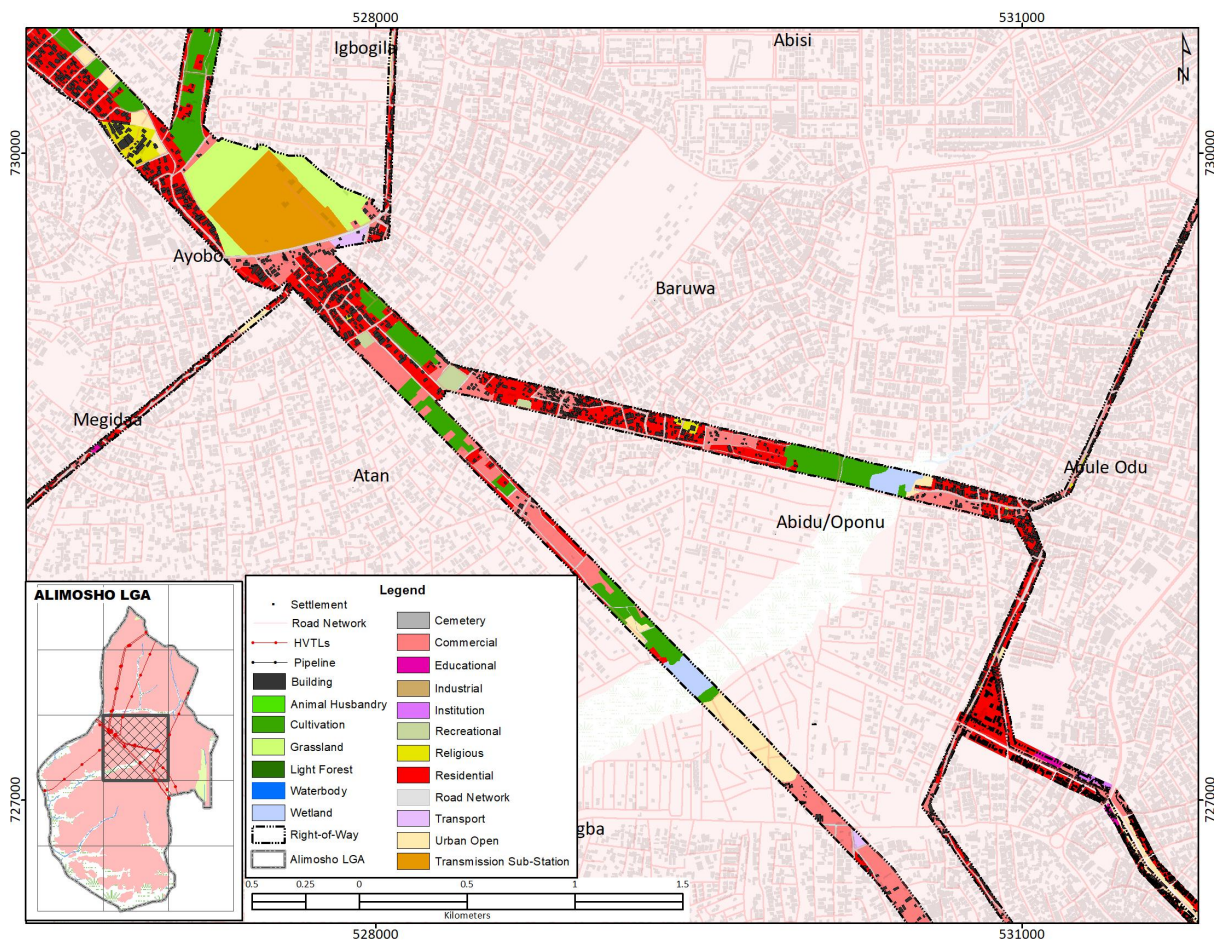 528000
531000
Igbogila
Abisi
N
730000
730000
Ayobo
Baruwa
Megidaa
Atan
Abule Odu
Abidu/Oponu
ALIMOSHO LGA
Legend
Settlement
Road Network
HVTLs
Pipeline
Building
Animal Husbandry
Cultivation
Grassland
Light Forest
Waterbody
Wetland
Right-of-Way
Alimosho LGA
Cemetery
Commercial
Educational
Industrial
Institution
Recreational
Religious
Residential
Road Network
Transport
Urban Open
Transmission Sub-Station
727000
727000
gba
0.5 0.25 0 0.5 1 1.5
Kilometers
528000
531000